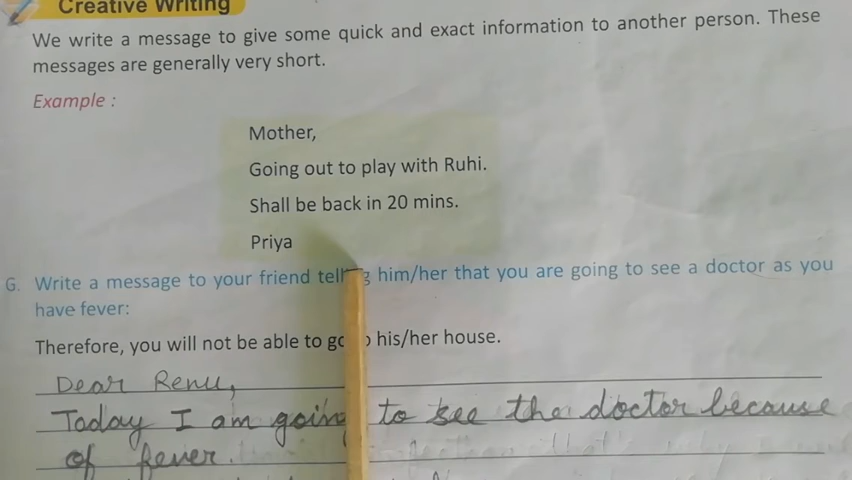 Creative Writing
We write a message to give some quick and exact information to another person. These
messages are generally very short.
Example :
Mother,
Going out to play with Ruhi.
Shall be back in 20 mins.
Priya
G. Write a message to your friend tell g him/her that you are going to see a doctor as you
have fever:
Therefore, you will not be able to go o his/her house.
Dear Renu,
Today I am going to see the doctor because
of fever.